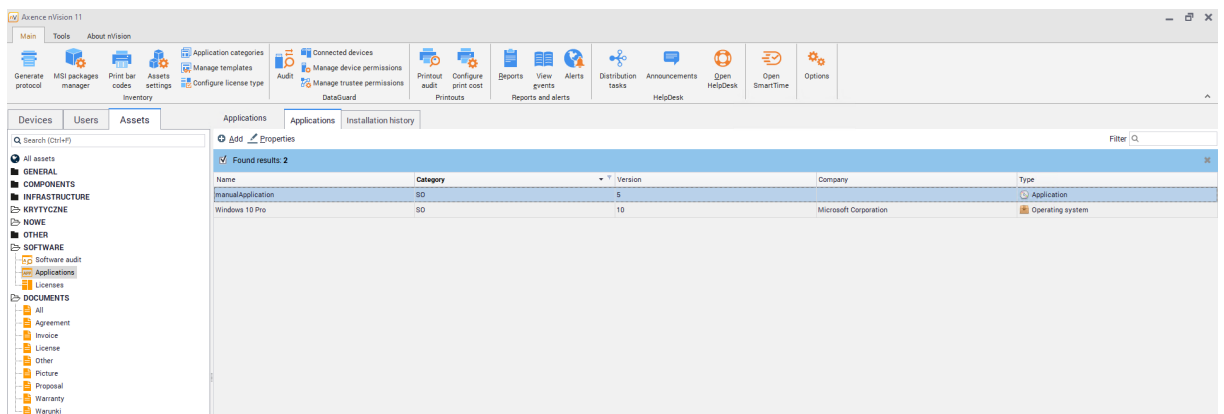 nV Axence nVision 11
Main Tools About nVision
Generate protocol
MSI packages manager
Print bar codes
Assets settings
Application categories
Manage templates
Configure license type
Inventory
Audit
Connected devices
Manage device permissions
Manage trustee permissions
DataGuard
Printout audit
Configure print cost
Printouts
Reports
View events
Alerts
Reports and alerts
Distribution tasks
Announcements
Open HelpDesk
HelpDesk
Open SmartTime
Options
Devices Users Assets
Applications Applications Installation history
Search (Ctrl+F)
Add Properties
Filter
All assets
GENERAL
COMPONENTS
INFRASTRUCTURE
KRYTYCZNE
NOWE
OTHER
SOFTWARE
Software audit
Applications
Licenses
DOCUMENTS
All
Agreement
Invoice
License
Other
Picture
Proposal
Warranty
Warunki
Found results: 2
Name Category Version Company Type
manualApplication SO 5 Application
Windows 10 Pro SO 10 Microsoft Corporation Operating system